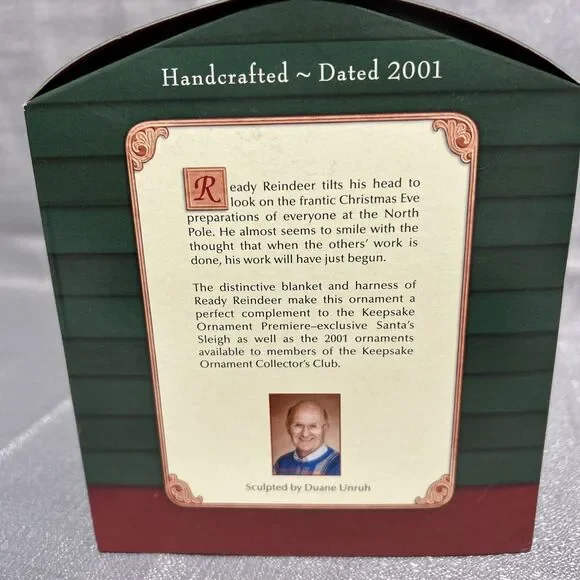 Handcrafted ~ Dated 2001
Ready Reindeer tilts his head to
look on the frantic Christmas Eve
preparations of everyone at the North
Pole. He almost seems to smile with the
thought that when the others' work is
done, his work will have just begun.
The distinctive blanket and harness of
Ready Reindeer make this ornament a
perfect complement to the Keepsake
Ornament Premiere–exclusive Santa's
Sleigh as well as the 2001 ornaments
available to members of the Keepsake
Ornament Collector's Club.
Sculpted by Duane Unruh